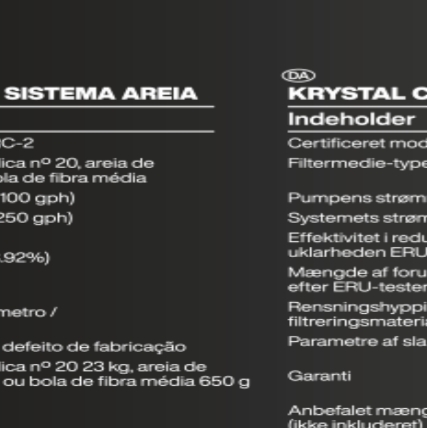 SISTEMA AREIA
C-2
ica nº 20, areia de
la de fibra média
100 gph)
250 gph)
.92%)
metro /
defeito de fabricação
ica nº 20 23 kg, areia de
ou bola de fibra média 650 g
DA
KRYSTAL C
Indeholder
Certificeret mod
Filtermedie-type
Pumpens strøm
Systemets strøm
Effektivitet i redu
uklarheden ERU
Mængde af foru
efter ERU-tester
Rensningshyppi
filtreringsmateria
Parametre af sla
Garanti
Anbefalet mæng
(ikke inkluderet)